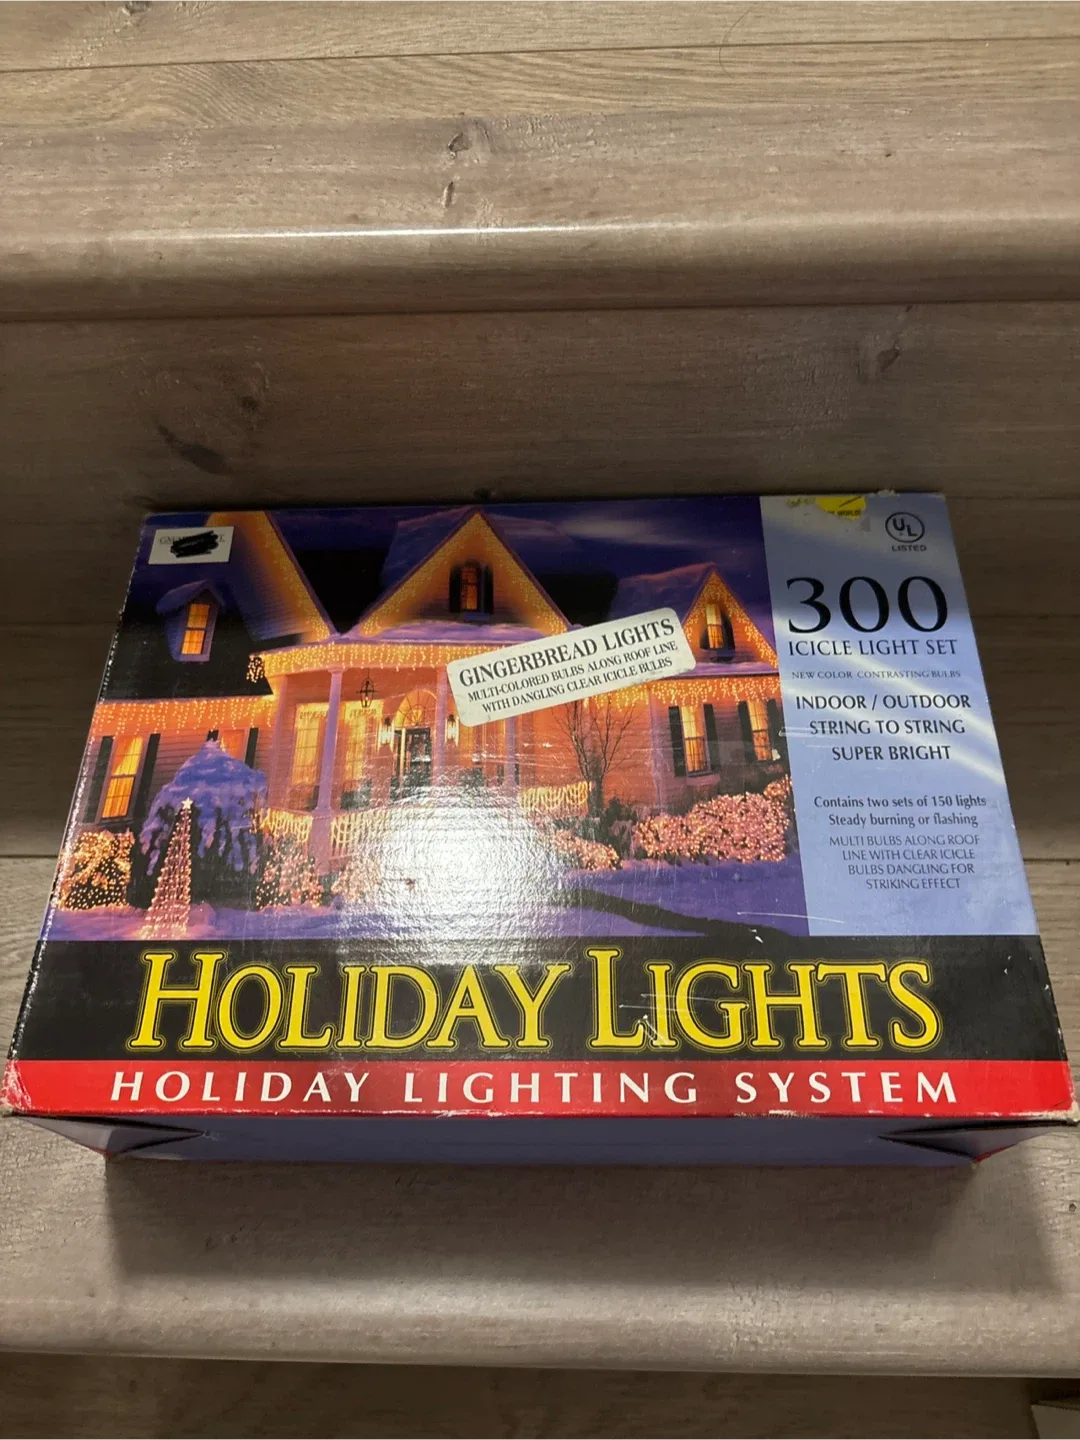 WORLD!
UL
LISTED
300
ICICLE LIGHT SET
NEW COLOR CONTRASTING BULBS
INDOOR / OUTDOOR
STRING TO STRING
SUPER BRIGHT
Contains two sets of 150 lights
Steady burning or flashing
MULTI BULBS ALONG ROOF
LINE WITH CLEAR ICICLE
BULBS DANGLING FOR
STRIKING EFFECT
GINGERBREAD LIGHTS
MULTI-COLORED BULBS ALONG ROOF LINE
WITH DANGLING CLEAR ICICLE BULBS
HOLIDAY LIGHTS
HOLIDAY LIGHTING SYSTEM